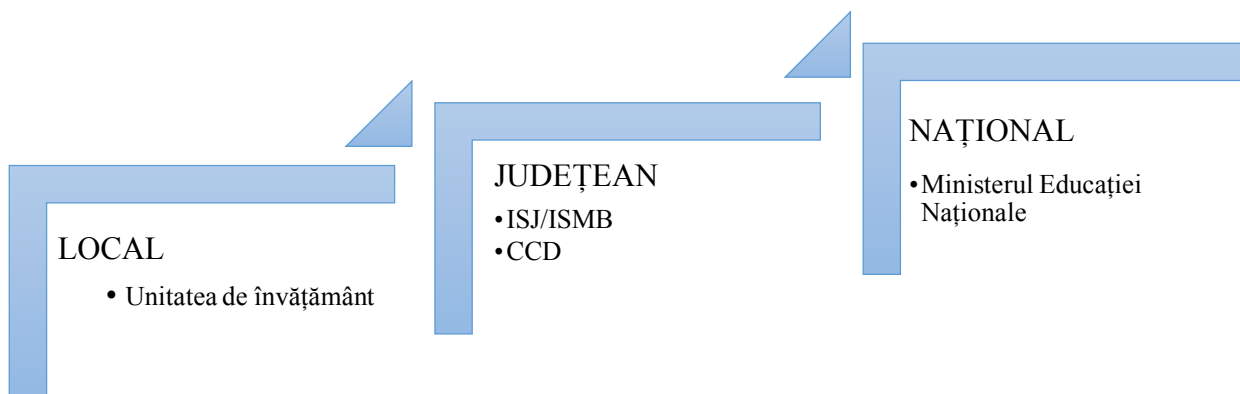 LOCAL
• Unitatea de învățământ
JUDEȚEAN
•ISJ/ISMB
•CCD
NAȚIONAL
•Ministerul Educației
Naționale